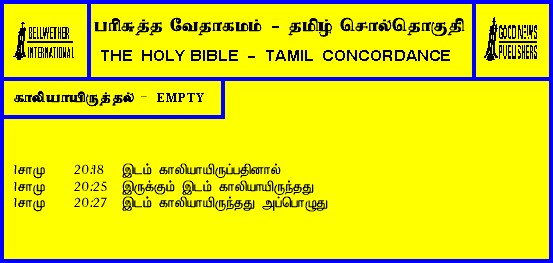 BELLWETHER
INTERNATIONAL
பரிசுத்த வேதாகமம் - தமிழ் சொல்தொகுதி
THE HOLY BIBLE - TAMIL CONCORDANCE
GOOD NEWS
PUBLISHERS
காலியாயிருத்தல் - EMPTY
1சாமு 20:18 இடம் காலியாயிருப்பதினால்
1சாமு 20:25 இருக்கும் இடம் காலியாயிருந்தது
1சாமு 20:27 இடம் காலியாயிருந்தது அப்பொழுது